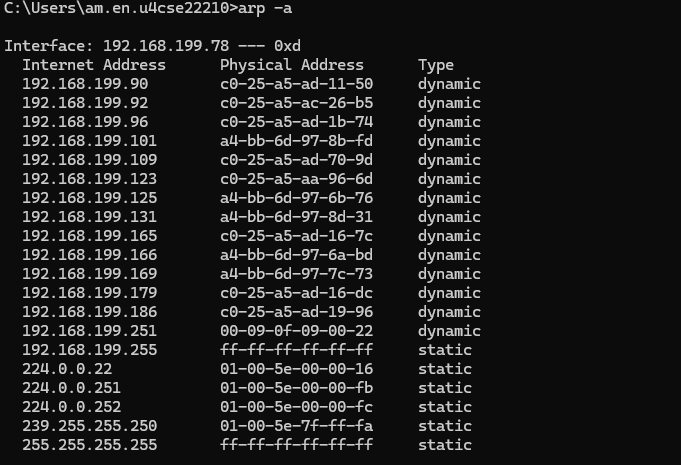 C:\Users\am.en.u4cse22210>arp -a
Interface: 192.168.199.78 --- 0xd
Internet Address      Physical Address      Type
192.168.199.90        c0-25-a5-ad-11-50     dynamic
192.168.199.92        c0-25-a5-ac-26-b5     dynamic
192.168.199.96        c0-25-a5-ad-1b-74     dynamic
192.168.199.101       a4-bb-6d-97-8b-fd     dynamic
192.168.199.109       c0-25-a5-ad-70-9d     dynamic
192.168.199.123       c0-25-a5-aa-96-6d     dynamic
192.168.199.125       a4-bb-6d-97-6b-76     dynamic
192.168.199.131       a4-bb-6d-97-8d-31     dynamic
192.168.199.165       c0-25-a5-ad-16-7c     dynamic
192.168.199.166       a4-bb-6d-97-6a-bd     dynamic
192.168.199.169       a4-bb-6d-97-7c-73     dynamic
192.168.199.179       c0-25-a5-ad-16-dc     dynamic
192.168.199.186       c0-25-a5-ad-19-96     dynamic
192.168.199.251       00-09-0f-09-00-22     dynamic
192.168.199.255       ff-ff-ff-ff-ff-ff     static
224.0.0.22            01-00-5e-00-00-16     static
224.0.0.251           01-00-5e-00-00-fb     static
224.0.0.252           01-00-5e-00-00-fc     static
239.255.255.250       01-00-5e-7f-ff-fa     static
255.255.255.255       ff-ff-ff-ff-ff-ff     static